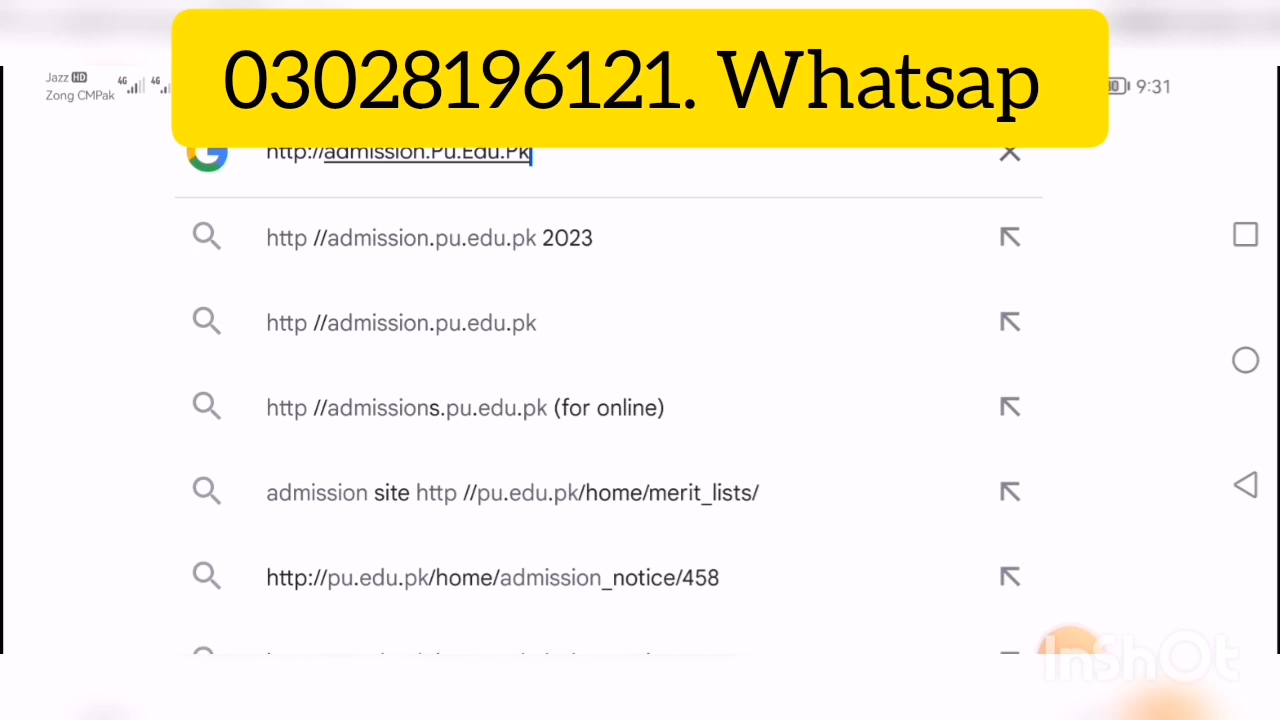 03028196121. Whatsap
Jazz HD
4G 4G
Zong CMPak
9:31
http://admission.Pu.Edu.Pk
http //admission.pu.edu.pk 2023
http //admission.pu.edu.pk
http //admissions.pu.edu.pk (for online)
admission site http //pu.edu.pk/home/merit_lists/
http://pu.edu.pk/home/admission_notice/458
InShOt